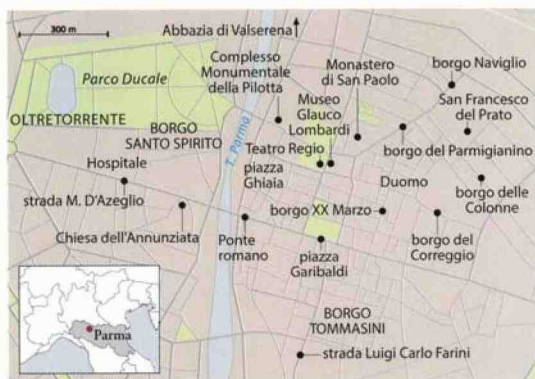 300 m
Abbazia di Valserena
Complesso
Monumentale
della Pilotta
Monastero
di San Paolo
borgo Naviglio
Parco Ducale
Museo
Glauco
Lombardi
San Francesco
del Prato
OLTRETORRENTE
BORGO
SANTO SPIRITO
T. Parma
Teatro Regio
borgo del Parmigianino
Hospitale
piazza
Ghiaia
Duomo
strada M. D'Azeglio
borgo XX Marzo
borgo delle
Colonne
Chiesa dell'Annunziata
Ponte
romano
piazza
Garibaldi
borgo del
Correggio
Parma
BORGO
TOMMASINI
strada Luigi Carlo Farini